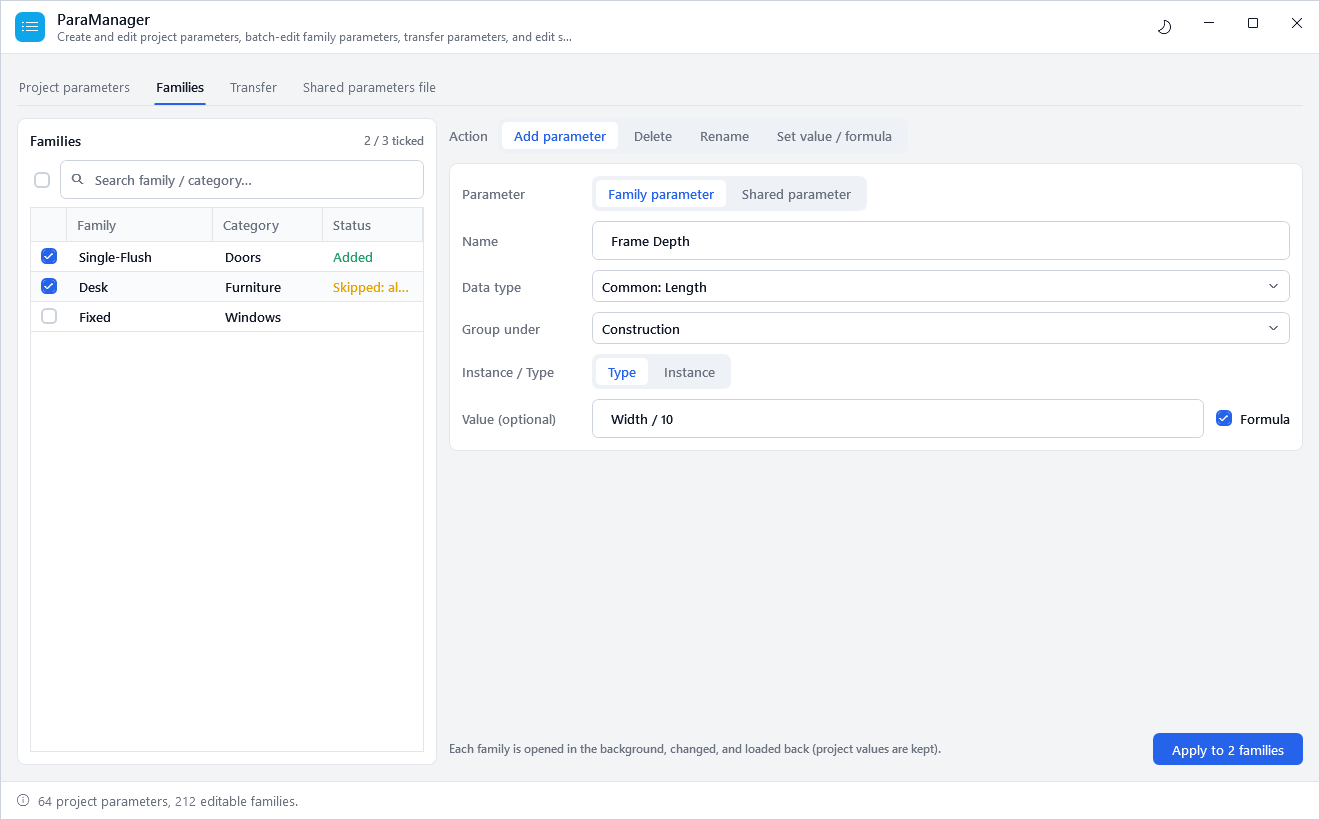 ParaManager
Create and edit project parameters, batch-edit family parameters, transfer parameters, and edit s...
Project parameters
Families
Transfer
Shared parameters file
Families
2 / 3 ticked
Search family / category...
Family
Category
Status
Single-Flush
Doors
Added
Desk
Furniture
Skipped: al...
Fixed
Windows
Action
Add parameter
Delete
Rename
Set value / formula
Parameter
Family parameter
Shared parameter
Name
Frame Depth
Data type
Common: Length
Group under
Construction
Instance / Type
Type
Instance
Value (optional)
Width / 10
Formula
Each family is opened in the background, changed, and loaded back (project values are kept).
Apply to 2 families
64 project parameters, 212 editable families.